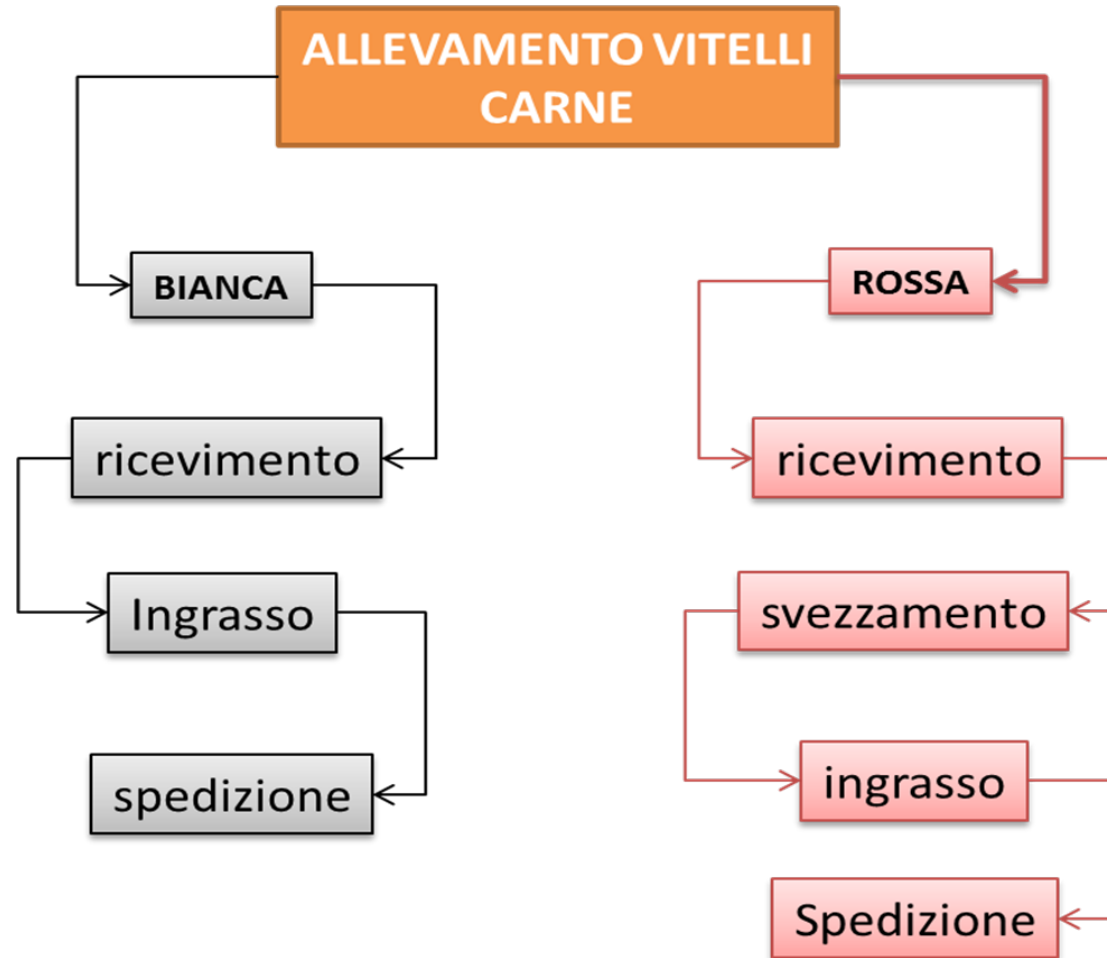 ALLEVAMENTO VITELLI
CARNE
BIANCA
ricevimento
Ingrasso
spedizione
ROSSA
ricevimento
svezzamento
ingrasso
Spedizione